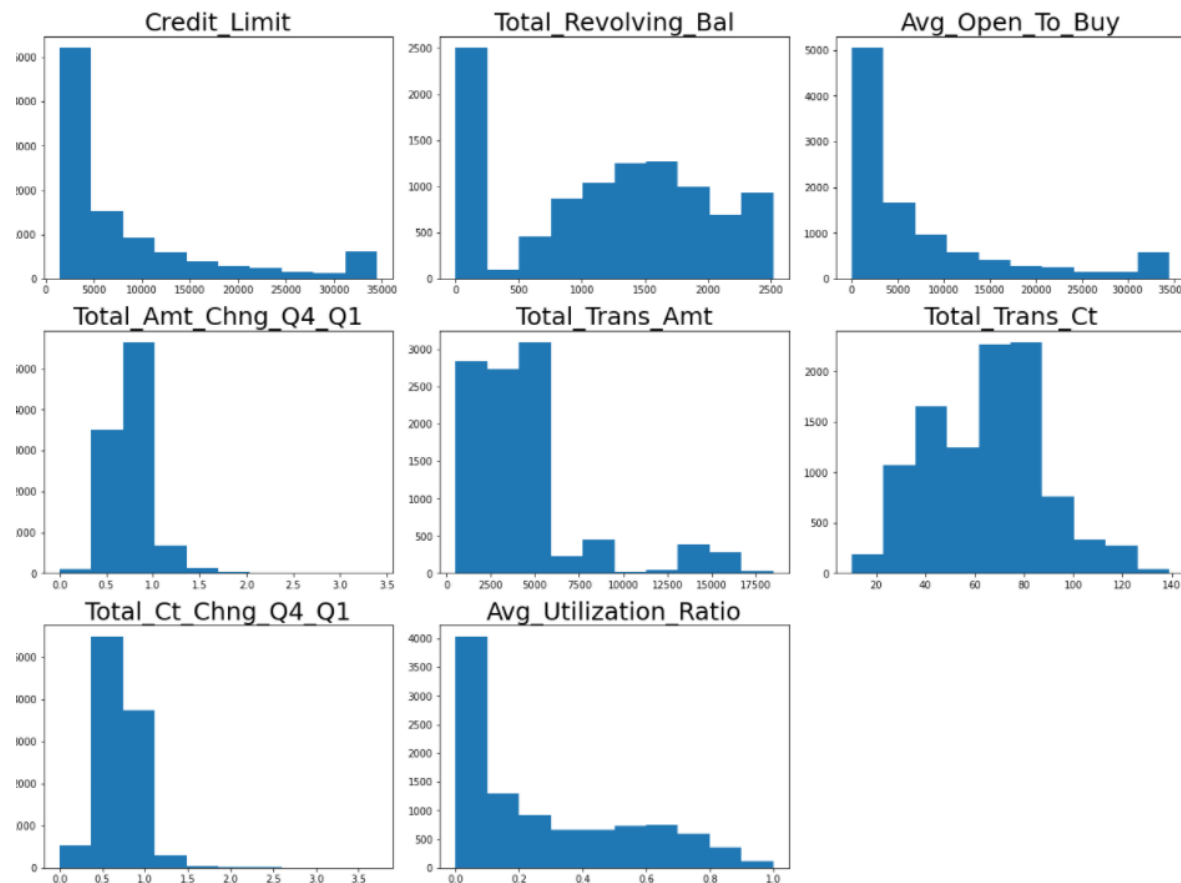 Credit_Limit
0
0 5000 10000 15000 20000 25000 30000 35000
Total_Revolving_Bal
2500
2000
1500
1000
500
0
0 500 1000 1500 2000 2500
Avg_Open_To_Buy
5000
4000
3000
2000
1000
0
0 5000 10000 15000 20000 25000 30000 34500
Total_Amt_Chng_Q4_Q1
0
0.0 0.5 1.0 1.5 2.0 2.5 3.0 3.5
Total_Trans_Amt
3000
2500
2000
1500
1000
500
0
2500 5000 7500 10000 12500 15000 17500
Total_Trans_Ct
2000
1500
1000
500
0
20 40 60 80 100 120 140
Total_Ct_Chng_Q4_Q1
0
0.0 0.5 1.0 1.5 2.0 2.5 3.0 3.5
Avg_Utilization_Ratio
4000
3500
3000
2500
2000
1500
1000
500
0
0.0 0.2 0.4 0.6 0.8 1.0